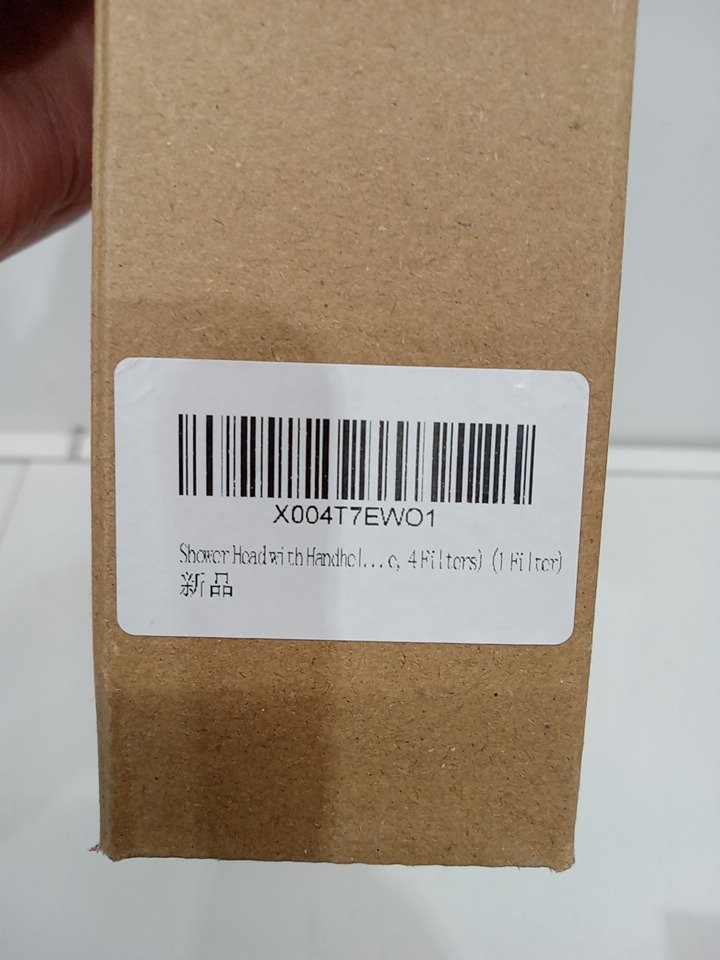 X004T7EWO1
Shower Head with Handhel...e, 4 Filters) (1 Filter)
新品